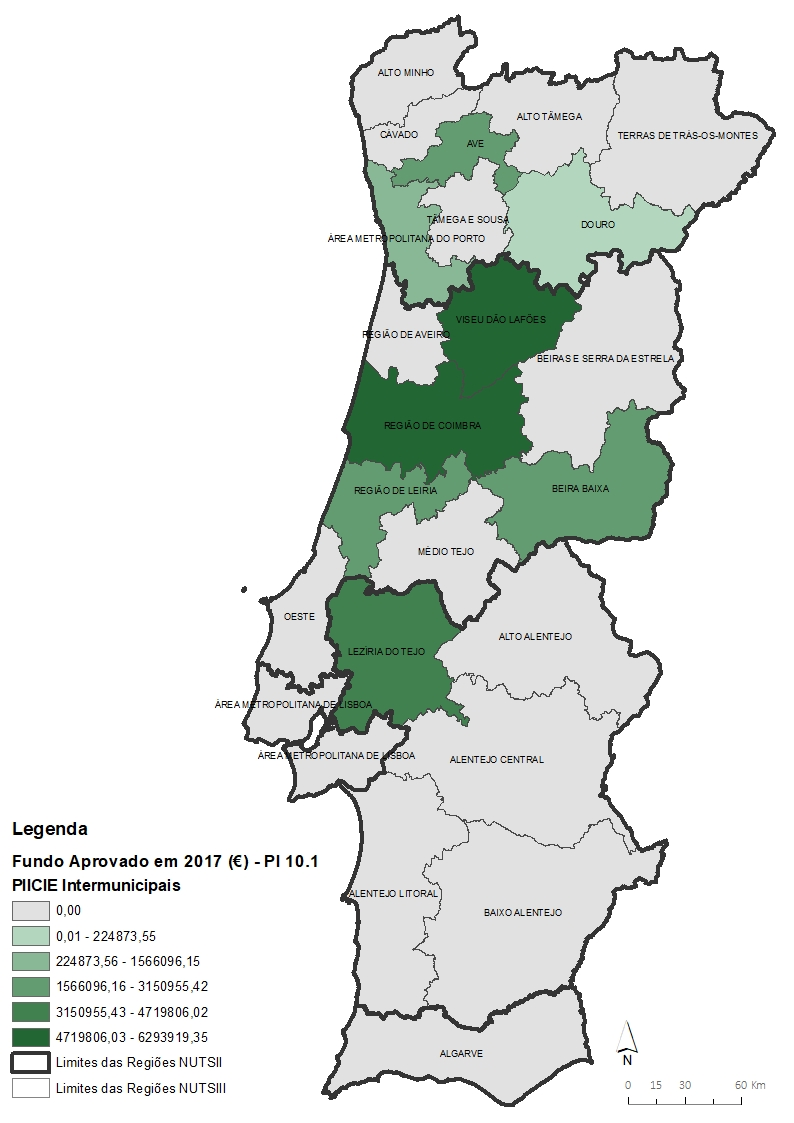 ALTO MINHO
ALTO TÂMEGA
CÁVADO
TERRAS DE TRÁS-OS-MONTES
AVE
TÂMEGA E SOUSA
DOURO
ÁREA METROPOLITANA DO PORTO
VISEU DÃO LAFÕES
REGIÃO DE AVEIRO
BEIRAS E SERRA DA ESTRELA
REGIÃO DE COIMBRA
REGIÃO DE LEIRIA
BEIRA BAIXA
MÉDIO TEJO
OESTE
ALTO ALENTEJO
LEZÍRIA DO TEJO
ÁREA METROPOLITANA DE LISBOA
ÁREA METROPOLITANA DE LISBOA
ALENTEJO CENTRAL
ALENTEJO LITORAL
BAIXO ALENTEJO
ALGARVE
Legenda
Fundo Aprovado em 2017 (€) - PI 10.1
PIICIE Intermunicipais
0,00
0,01 - 224873,55
224873,56 - 1566096,15
1566096,16 - 3150955,42
3150955,43 - 4719806,02
4719806,03 - 6293919,35
Limites das Regiões NUTSII
Limites das Regiões NUTSIII
N
0 15 30 60 Km